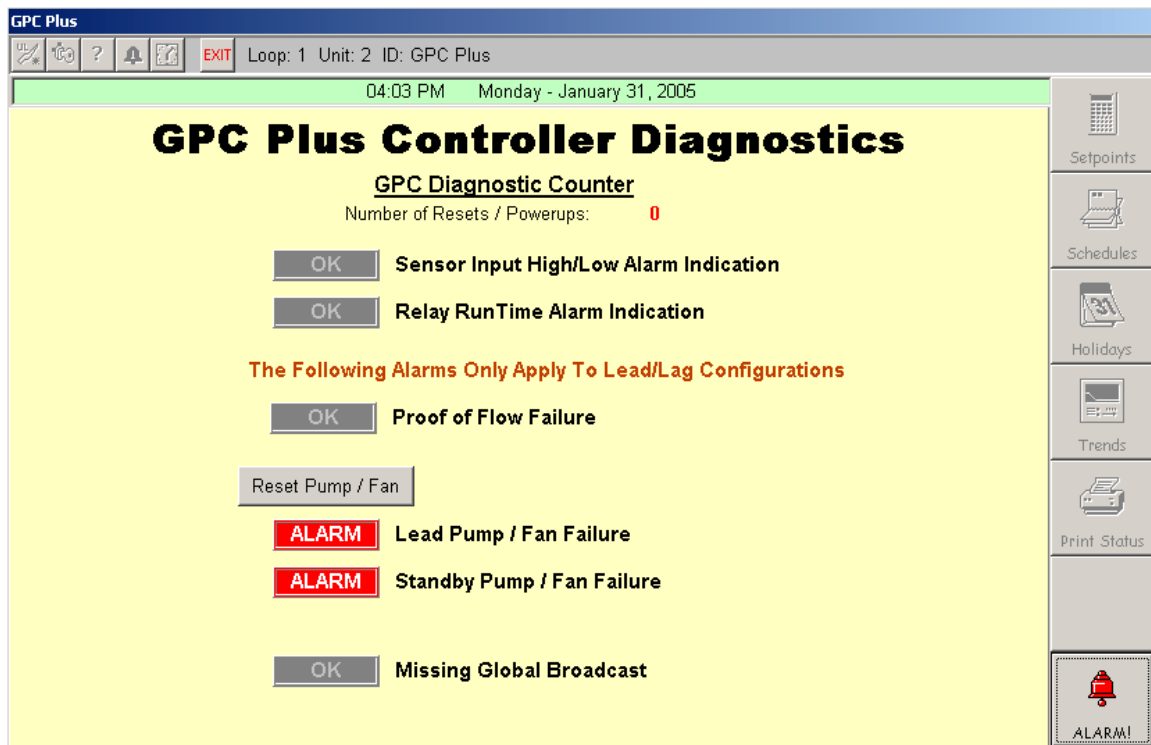 GPC Plus
UL
?
EXIT Loop: 1 Unit: 2 ID: GPC Plus
04:03 PM Monday - January 31, 2005
GPC Plus Controller Diagnostics
GPC Diagnostic Counter
Number of Resets / Powerups: 0
OK Sensor Input High/Low Alarm Indication
OK Relay RunTime Alarm Indication
The Following Alarms Only Apply To Lead/Lag Configurations
OK Proof of Flow Failure
Reset Pump / Fan
ALARM Lead Pump / Fan Failure
ALARM Standby Pump / Fan Failure
OK Missing Global Broadcast
Setpoints
Schedules
31
Holidays
Trends
Print Status
ALARM!